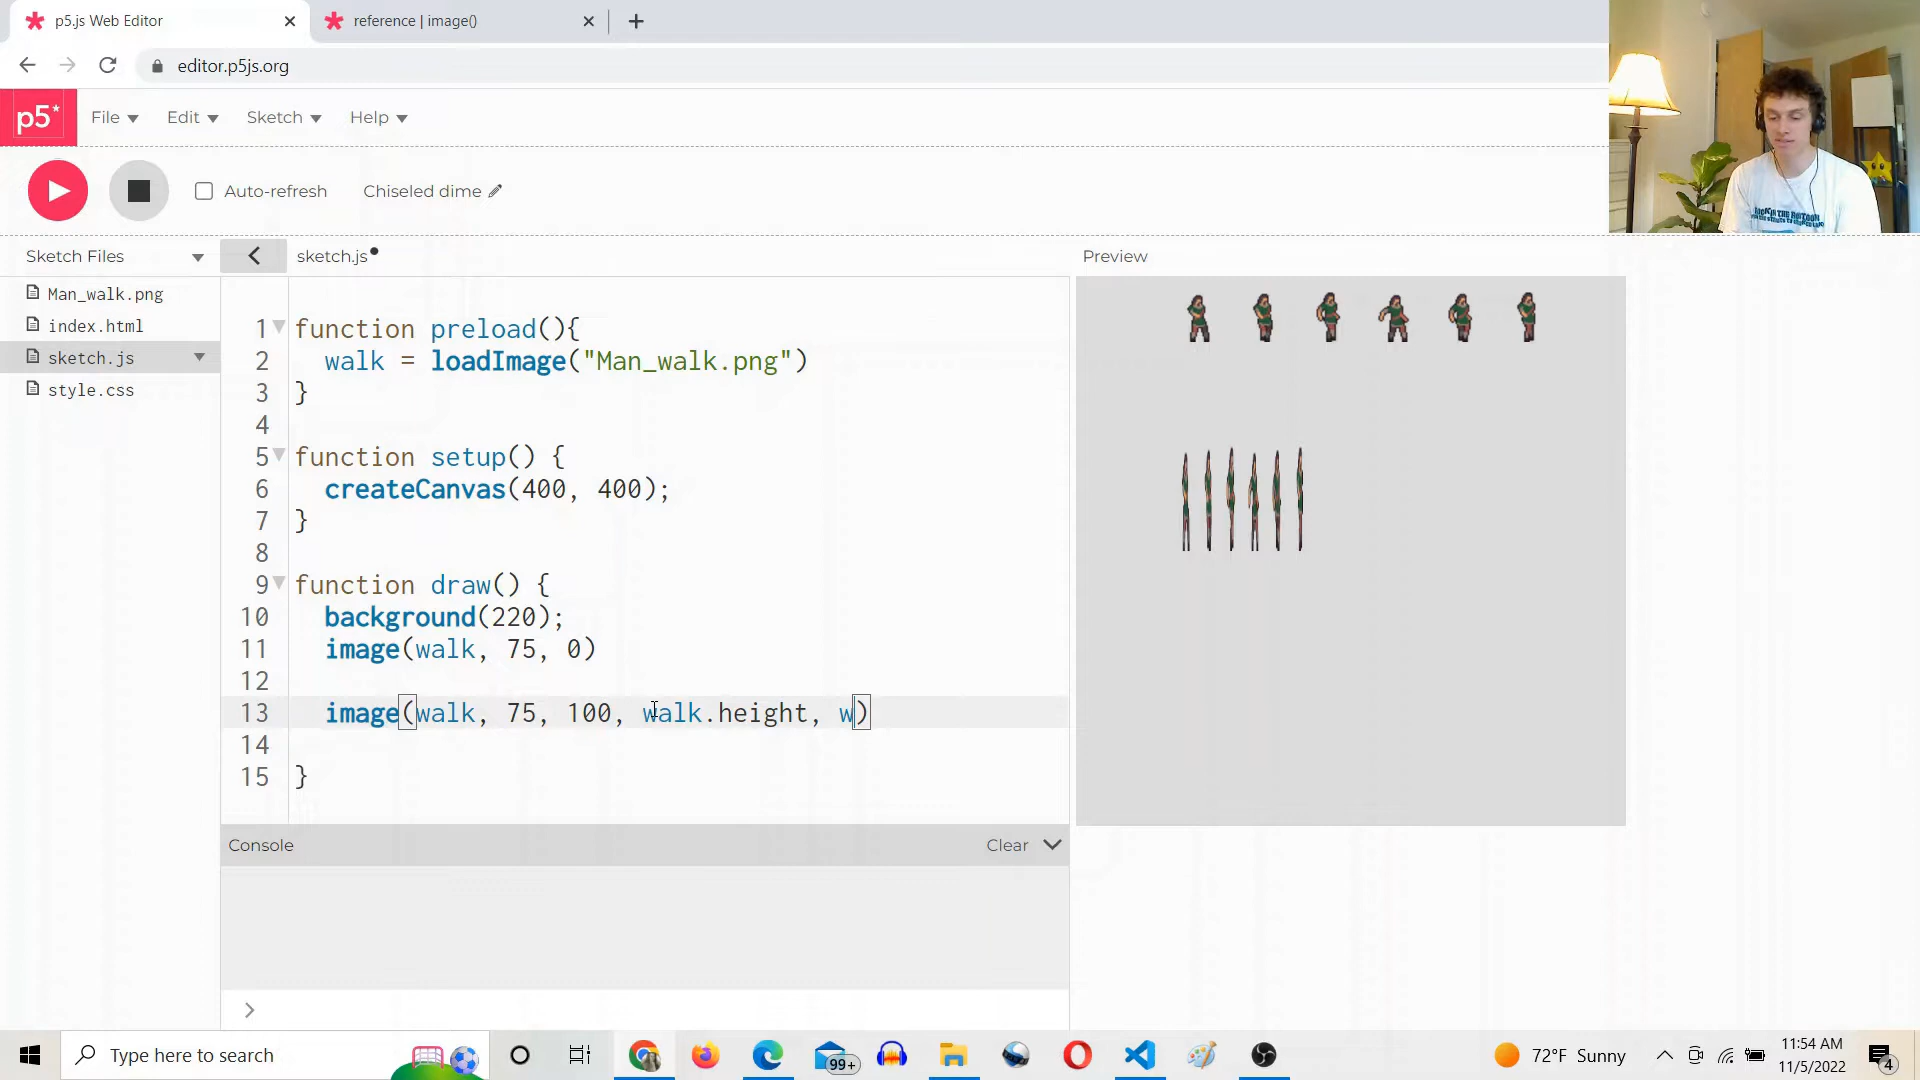 p5.js Web Editor
reference | image()
editor.p5js.org
p5*
File
Edit
Sketch
Help
Auto-refresh
Chiseled dime
Sketch Files
sketch.js
Preview
Man_walk.png
index.html
sketch.js
style.css
1 function preload(){
2 walk = loadImage("Man_walk.png")
3 }
4
5 function setup() {
6 createCanvas(400, 400);
7 }
8
9 function draw() {
10 background(220);
11 image(walk, 75, 0)
12
13 image(walk, 75, 100, walk.height, w)
14
15 }
Console
Clear
>
Type here to search
99+
72°F Sunny
11:54 AM
11/5/2022
4